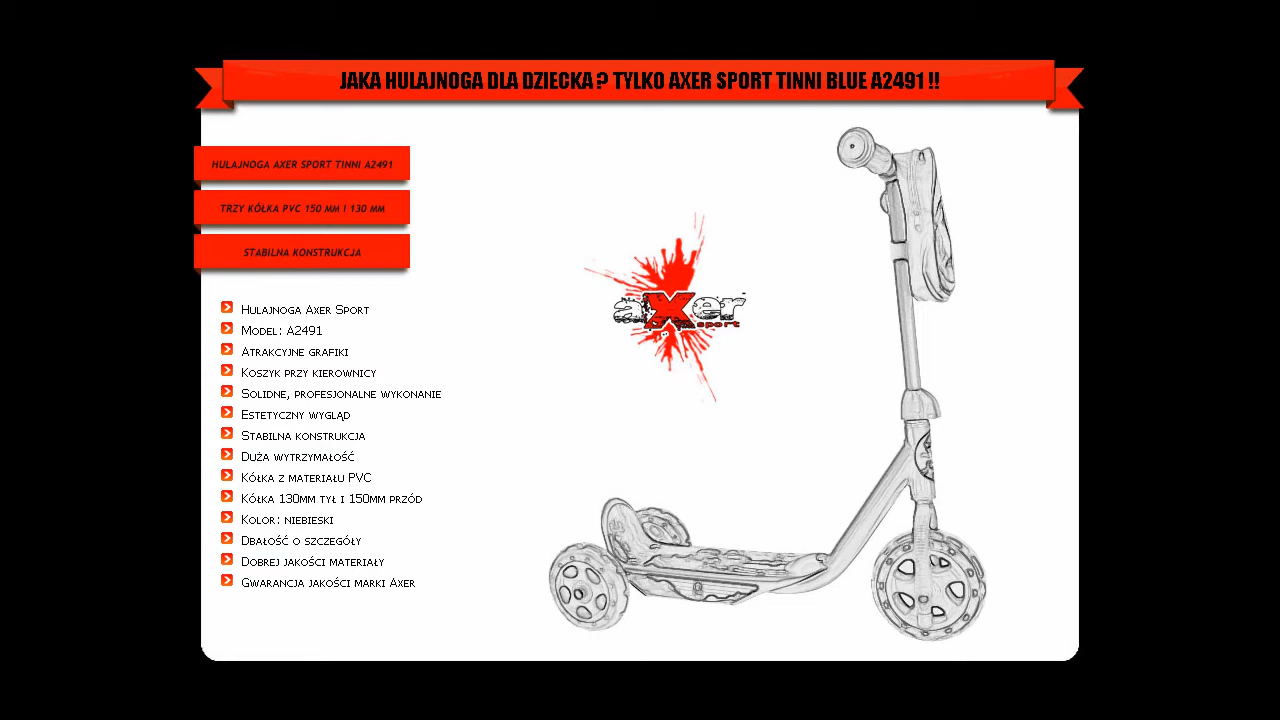 JAKA HULAJNOGA DLA DZIECKA ? TYLKO AXER SPORT TINNI BLUE A2491 !!
HULAJNOGA AXER SPORT TINNI A2491
TRZY KÓŁKA PVC 150 MM I 130 MM
STABILNA KONSTRUKCJA
Hulajnoga Axer Sport
Model: A2491
Atrakcyjne grafiki
Koszyk przy kierownicy
Solidne, profesjonalne wykonanie
Estetyczny wygląd
Stabilna konstrukcja
Duża wytrzymałość
Kółka z materiału PVC
Kółka 130mm tył i 150mm przód
Kolor: niebieski
Dbałość o szczegóły
Dobrej jakości materiały
Gwarancja jakości marki Axer
axer
sport